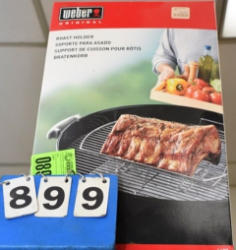 weber
ORIGINAL
ROAST HOLDER
SOPORTE PARA ASADO
SUPPORT DE CUISSON POUR RÔTIS
BRATENKORB
899